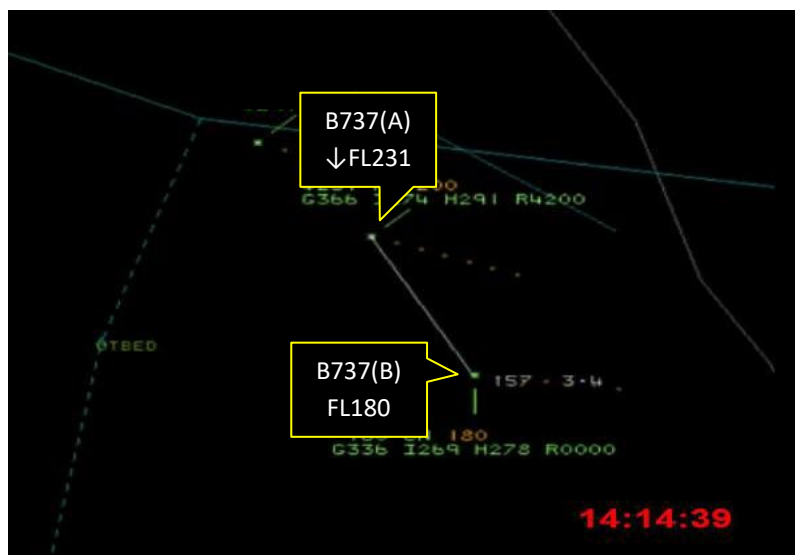 B737(A)
↓FL231
G366 H291 R4200
OTBED
B737(B)
FL180
157 - 3.4
180
G336 I269 H278 R0000
14:14:39